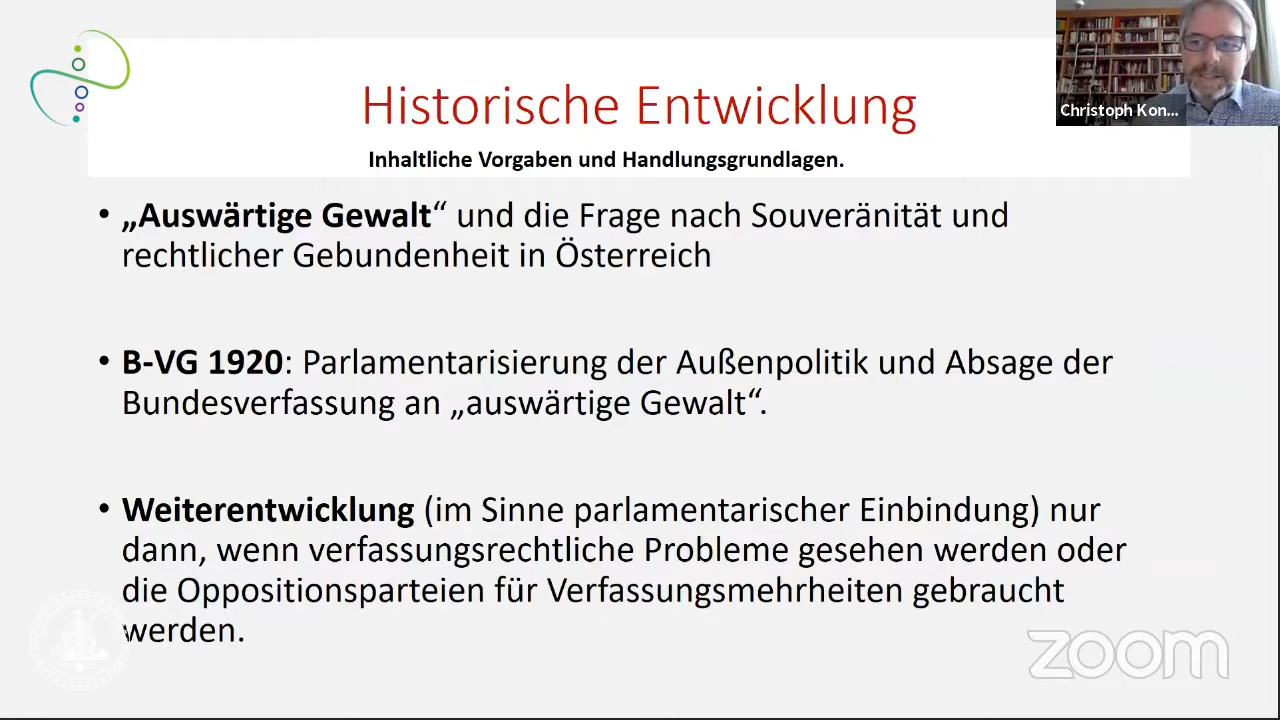 Historische Entwicklung
Christoph Kon...
Inhaltliche Vorgaben und Handlungsgrundlagen.
• „Auswärtige Gewalt“ und die Frage nach Souveränität und
rechtlicher Gebundenheit in Österreich
• B-VG 1920: Parlamentarisierung der Außenpolitik und Absage der
Bundesverfassung an „auswärtige Gewalt“.
• Weiterentwicklung (im Sinne parlamentarischer Einbindung) nur
dann, wenn verfassungsrechtliche Probleme gesehen werden oder
die Oppositionsparteien für Verfassungsmehrheiten gebraucht
werden.
zoom